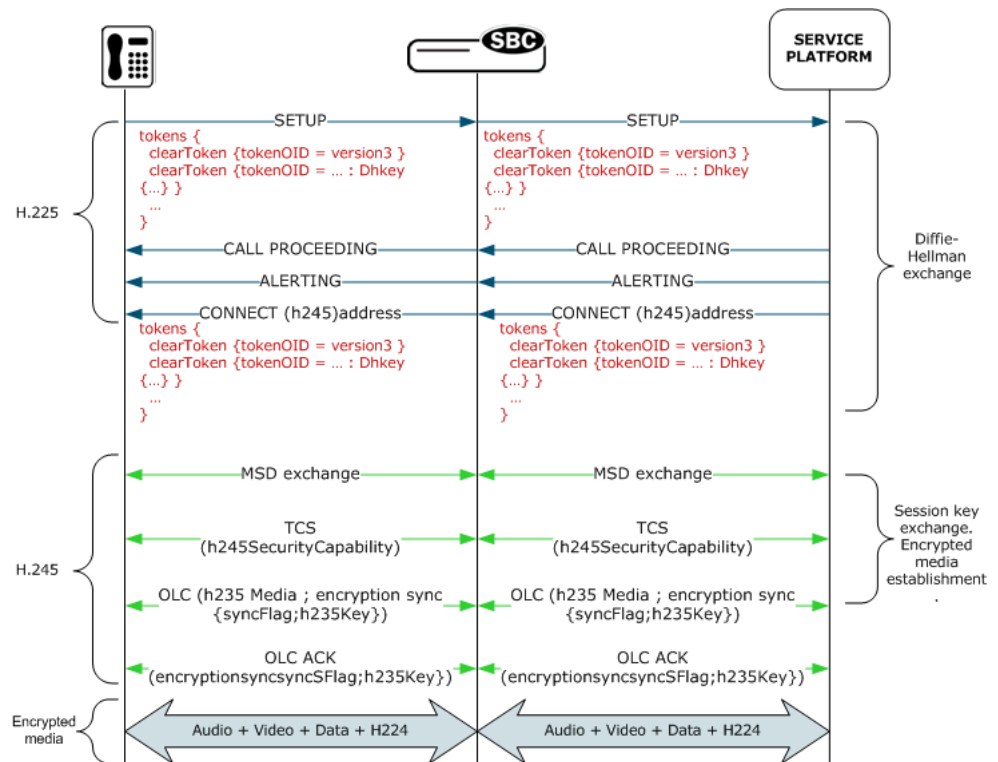 SBC
SERVICE
PLATFORM
SETUP
SETUP
tokens {
clearToken {tokenOID = version3 }
clearToken {tokenOID = ... : Dhkey
{...} }
...
}
tokens {
clearToken {tokenOID = version3 }
clearToken {tokenOID = ... : Dhkey
{...} }
...
}
H.225
CALL PROCEEDING
CALL PROCEEDING
Diffie-
Hellman
exchange
ALERTING
ALERTING
CONNECT (h245)address
CONNECT (h245)address
tokens {
clearToken {tokenOID = version3 }
clearToken {tokenOID = ... : Dhkey
{...} }
...
}
tokens {
clearToken {tokenOID = version3 }
clearToken {tokenOID = ... : Dhkey
{...} }
...
}
MSD exchange
MSD exchange
TCS
(h245SecurityCapability)
TCS
(h245SecurityCapability)
Session key
exchange.
Encrypted
media
establishment
.
H.245
OLC (h235 Media ; encryption sync
{syncFlag;h235Key})
OLC (h235 Media ; encryption sync
{syncFlag;h235Key})
OLC ACK
(encryptionsyncsyncSFlag;h235Key})
OLC ACK
(encryptionsyncsyncSFlag;h235Key})
Encrypted
media
Audio + Video + Data + H224
Audio + Video + Data + H224